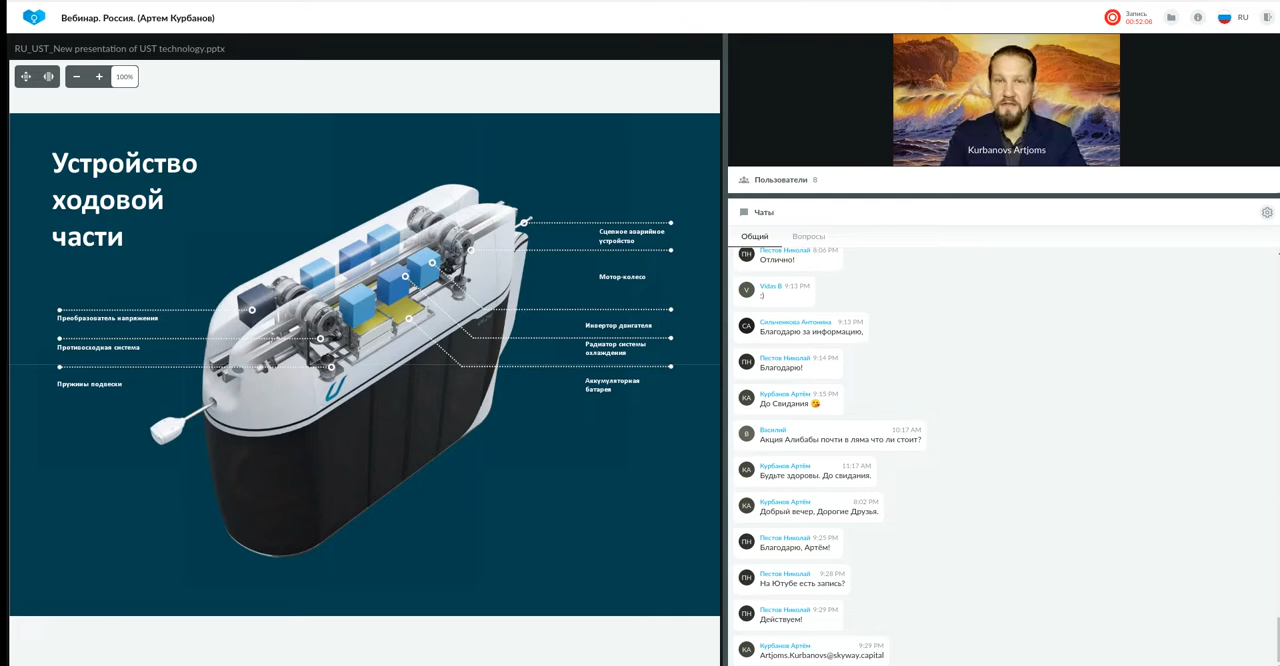 Вебинар. Россия. (Артем Курбанов)
Запись
00:52:06
RU
RU_UST_New presentation of UST technology.pptx
100%
Устройство
ходовой
части
Сцепное аварийное
устройство
Мотор-колесо
Инвертор двигателя
Радиатор системы
охлаждения
Аккумуляторная
батарея
Преобразователь напряжения
Противосходная система
Пружины подвески
Kurbanovs Artjoms
Пользователи 8
Чаты
Общий Вопросы
ПН Пестов Николай 8:06 PM
Отлично!
V Vidas B 9:13 PM
:)
СА Сильченкова Антонина 9:13 PM
Благодарю за информацию,
ПН Пестов Николай 9:14 PM
Благодарю!
КА Курбанов Артём 9:15 PM
До Свидания 😘
В Василий 10:17 AM
Акция Алибабы почти в ляма что ли стоит?
КА Курбанов Артём 11:17 AM
Будьте здоровы. До свидания.
КА Курбанов Артём 8:02 PM
Добрый вечер, Дорогие Друзья.
ПН Пестов Николай 9:25 PM
Благодарю, Артём!
ПН Пестов Николай 9:28 PM
На Ютубе есть запись?
ПН Пестов Николай 9:29 PM
Действуем!
КА Курбанов Артём 9:29 PM
Artjoms.Kurbanovs@skyway.capital